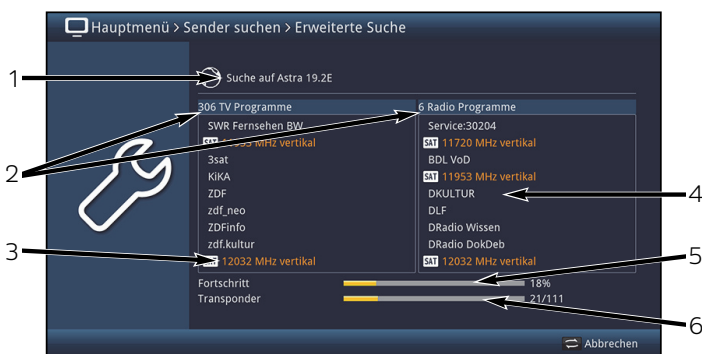 Hauptmenü > Sender suchen > Erweiterte Suche
1
Suche auf Astra 19.2E
2
306 TV Programme
SWR Fernsehen BW
SAT MHz vertikal
3sat
KiKA
ZDF
zdf_neo
ZDFinfo
zdf.kultur
3
SAT 12032 MHz vertikal
6 Radio Programme
Service:30204
SAT 11720 MHz vertikal
BDL VoD
SAT 11953 MHz vertikal
DKULTUR
4
DLF
DRadio Wissen
DRadio DokDeb
SAT 12032 MHz vertikal
5
Fortschritt 18%
Transponder 21/111
6
Abbrechen